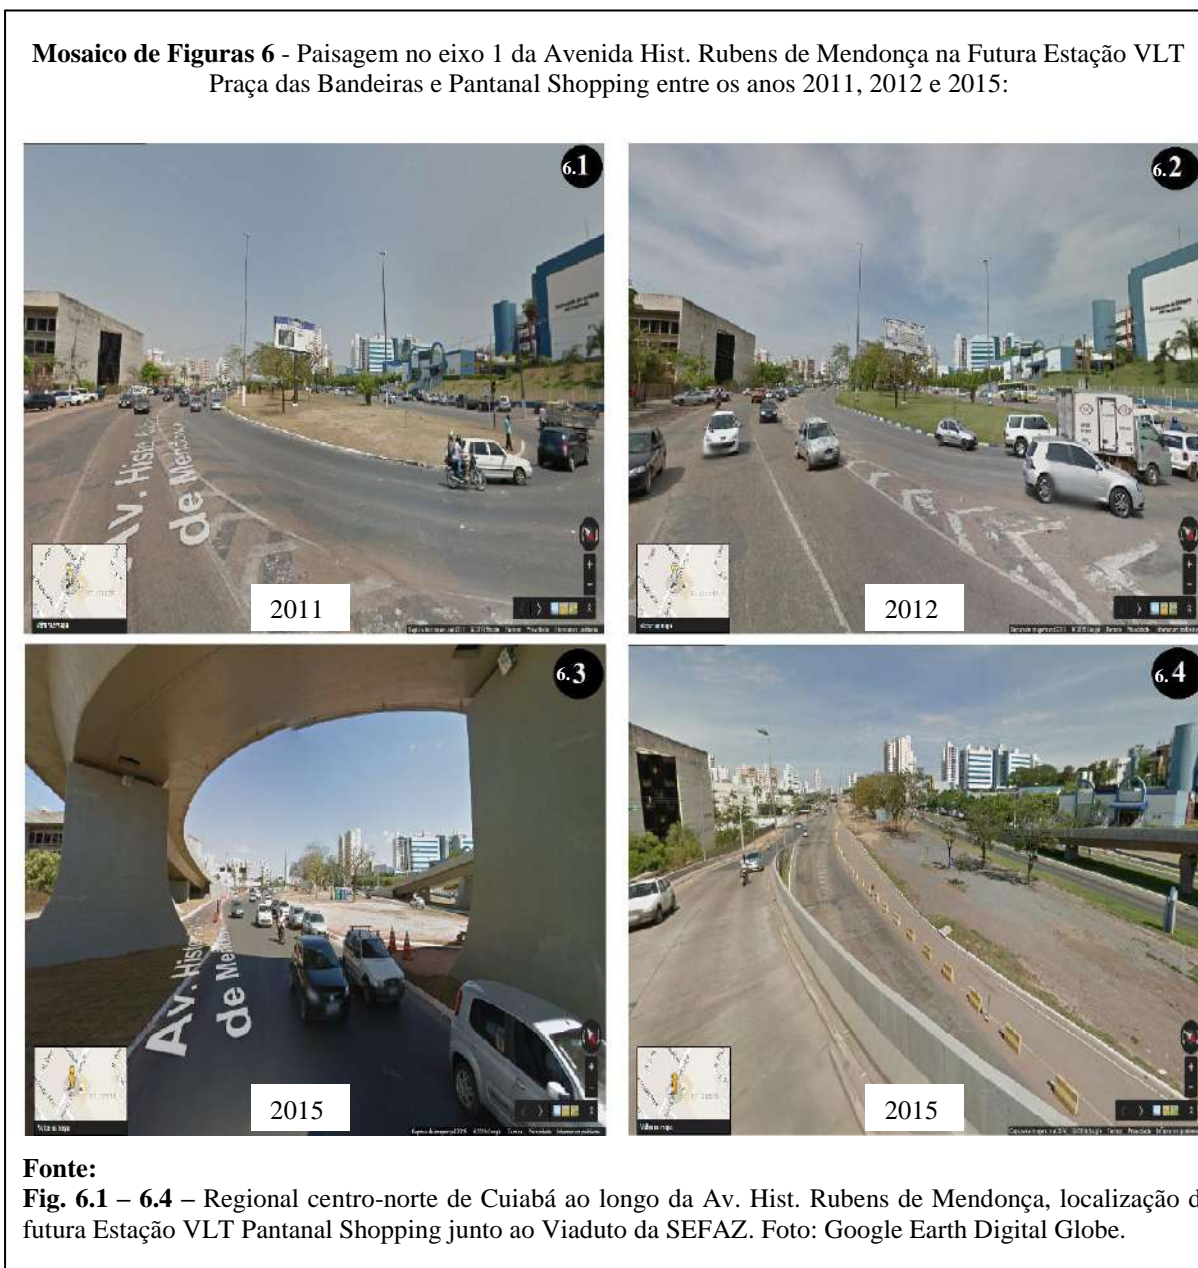 Mosaico de Figuras 6 - Paisagem no eixo 1 da Avenida Hist. Rubens de Mendonça na Futura Estação VLT
Praça das Bandeiras e Pantanal Shopping entre os anos 2011, 2012 e 2015:
6.1
6.2
Av. Histo
de Mendonça
2011
2012
6.3
6.4
Av. Histo
de Mendon
2015
2015
Fonte:
Fig. 6.1 – 6.4 – Regional centro-norte de Cuiabá ao longo da Av. Hist. Rubens de Mendonça, localização d
futura Estação VLT Pantanal Shopping junto ao Viaduto da SEFAZ. Foto: Google Earth Digital Globe.